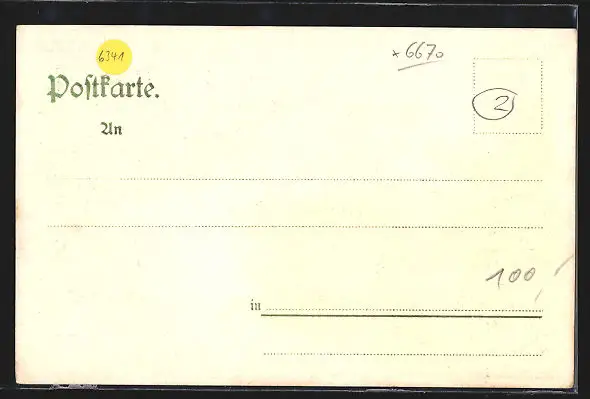 6341
* 6670
Postkarte.
2
An
100,
in